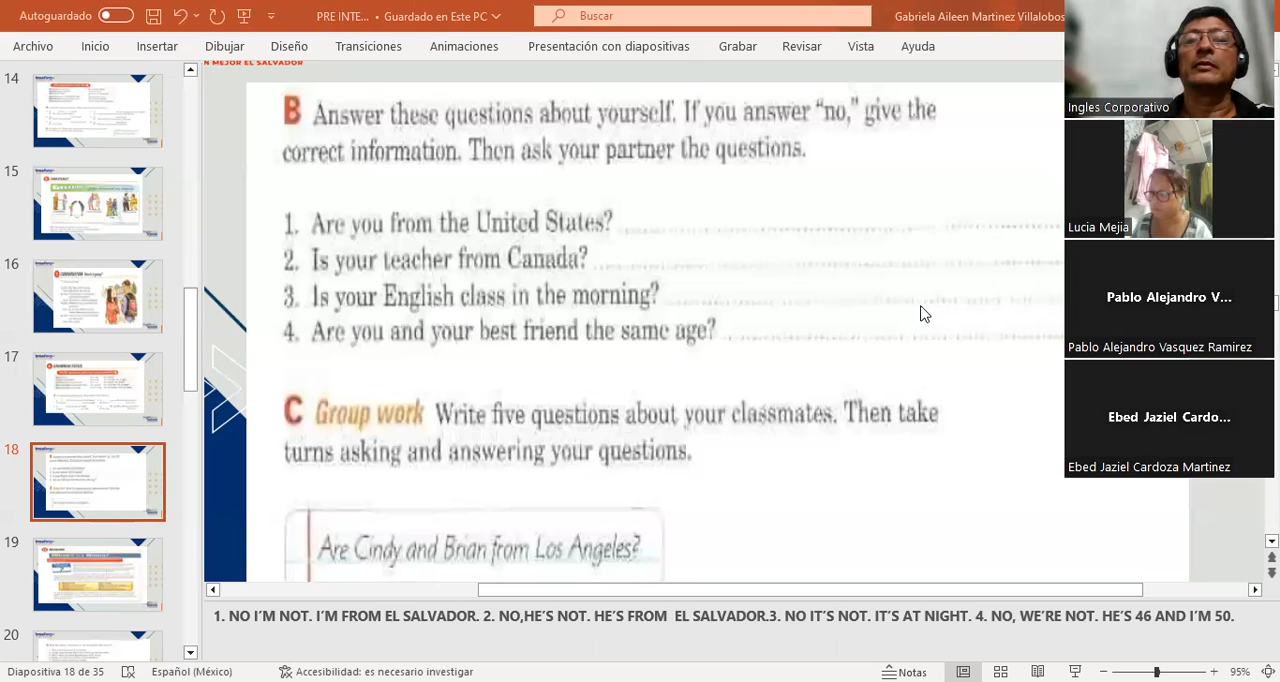 Autoguardado
PRE INTE... • Guardado en Este PC
Buscar
Gabriela Aileen Martinez Villalobos
Archivo Inicio Insertar Dibujar Diseño Transiciones Animaciones Presentación con diapositivas Grabar Revisar Vista Ayuda
N MEJOR EL SALVADOR
14
15
16
17
18
19
20
B Answer these questions about yourself. If you answer “no,” give the
correct information. Then ask your partner the questions.
1. Are you from the United States?
2. Is your teacher from Canada?
3. Is your English class in the morning?
4. Are you and your best friend the same age?
C Group work Write five questions about your classmates. Then take
turns asking and answering your questions.
Are Cindy and Brian from Los Angeles?
Ingles Corporativo
Lucia Mejia
Pablo Alejandro V...
Pablo Alejandro Vasquez Ramirez
Ebed Jaziel Cardo...
Ebed Jaziel Cardoza Martinez
1. NO I´M NOT. I´M FROM EL SALVADOR. 2. NO,HE´S NOT. HE´S FROM EL SALVADOR.3. NO IT´S NOT. IT´S AT NIGHT. 4. NO, WE´RE NOT. HE´S 46 AND I´M 50.
Diapositiva 18 de 35 Español (México) Accesibilidad: es necesario investigar Notas 95%